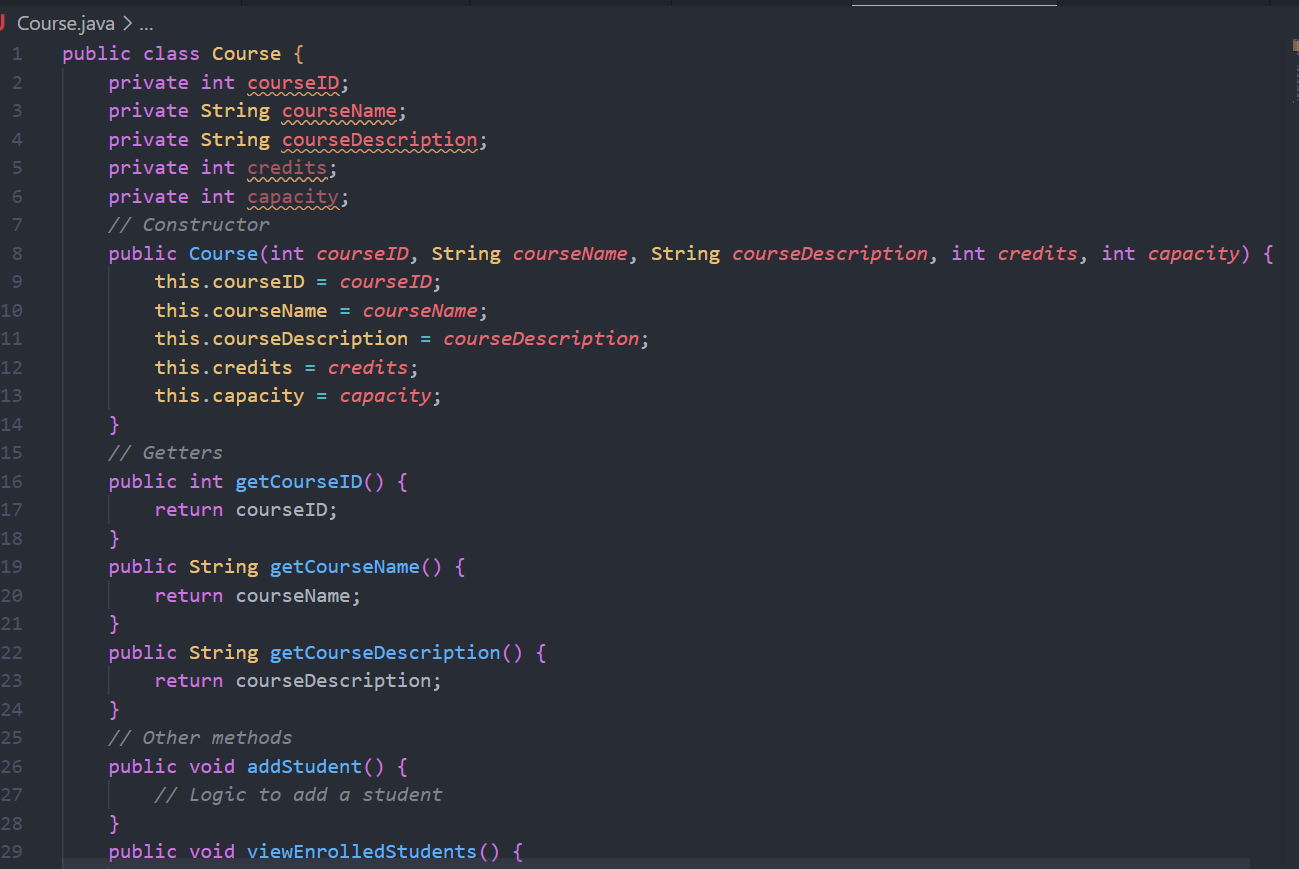 Course.java > ...
1 public class Course {
2 private int courseID;
3 private String courseName;
4 private String courseDescription;
5 private int credits;
6 private int capacity;
7 // Constructor
8 public Course(int courseID, String courseName, String courseDescription, int credits, int capacity) {
9 this.courseID = courseID;
10 this.courseName = courseName;
11 this.courseDescription = courseDescription;
12 this.credits = credits;
13 this.capacity = capacity;
14 }
15 // Getters
16 public int getCourseID() {
17 return courseID;
18 }
19 public String getCourseName() {
20 return courseName;
21 }
22 public String getCourseDescription() {
23 return courseDescription;
24 }
25 // Other methods
26 public void addStudent() {
27 // Logic to add a student
28 }
29 public void viewEnrolledStudents() {